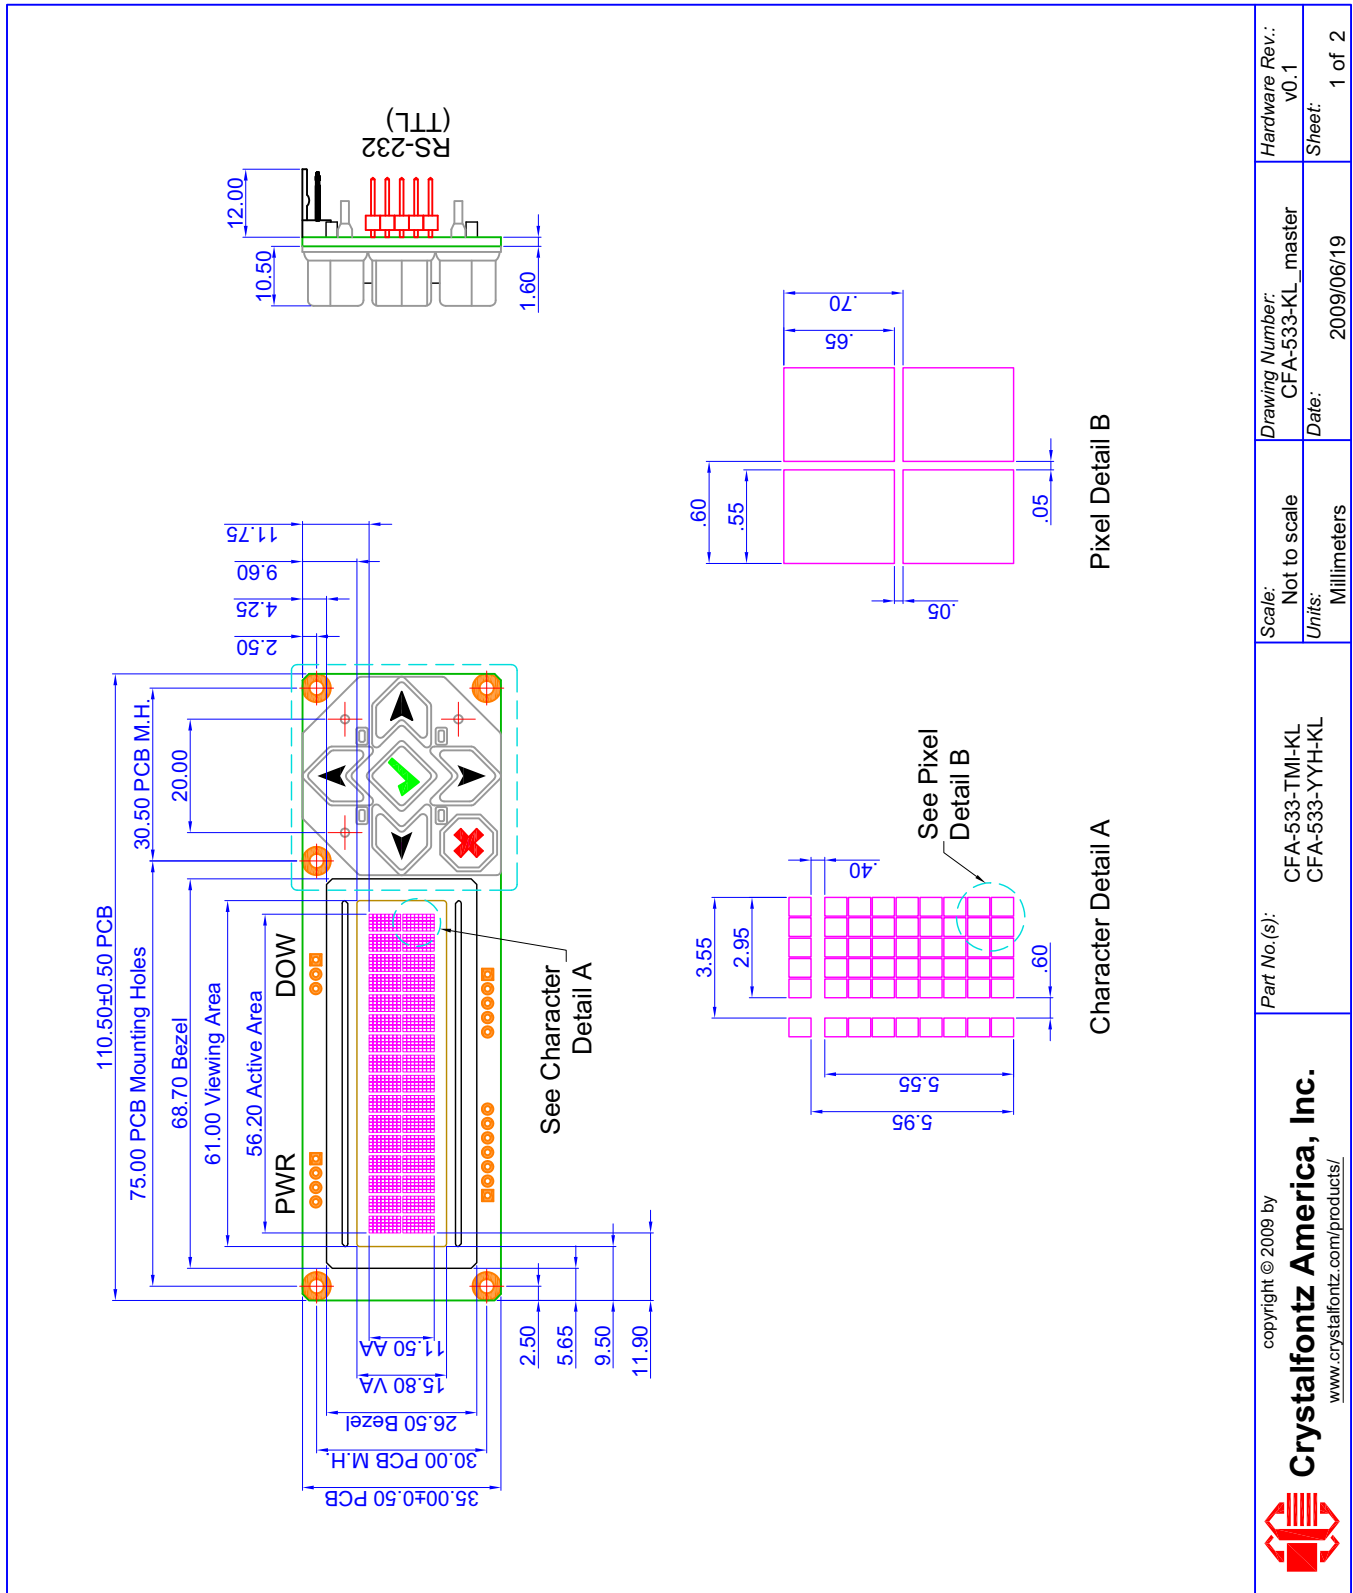 110.50±0.50 PCB
75.00 PCB Mounting Holes
30.50 PCB M.H.
68.70 Bezel
20.00
61.00 Viewing Area
56.20 Active Area
PWR
DOW
2.50
4.25
9.60
11.75
35.00±0.50 PCB
30.00 PCB M.H.
26.50 Bezel
15.80 VA
11.50 AA
2.50
5.65
9.50
11.90
See Character
Detail A
12.00
10.50
1.60
RS-232
(TTL)
3.55
2.95
.40
.60
5.55
5.95
See Pixel
Detail B
Character Detail A
.60
.55
.70
.65
.05
.05
Pixel Detail B
copyright © 2009 by
Crystalfontz America, Inc.
www.crystalfontz.com/products/
Part No.(s):
CFA-533-TMI-KL
CFA-533-YYH-KL
Scale:
Not to scale
Units:
Millimeters
Drawing Number:
CFA-533-KL_master
Date:
2009/06/19
Hardware Rev.:
v0.1
Sheet:
1 of 2